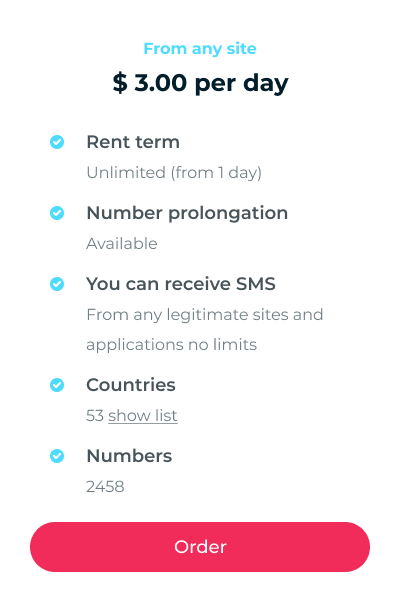 From any site
$ 3.00 per day
Rent term
Unlimited (from 1 day)
Number prolongation
Available
You can receive SMS
From any legitimate sites and
applications no limits
Countries
53 show list
Numbers
2458
Order